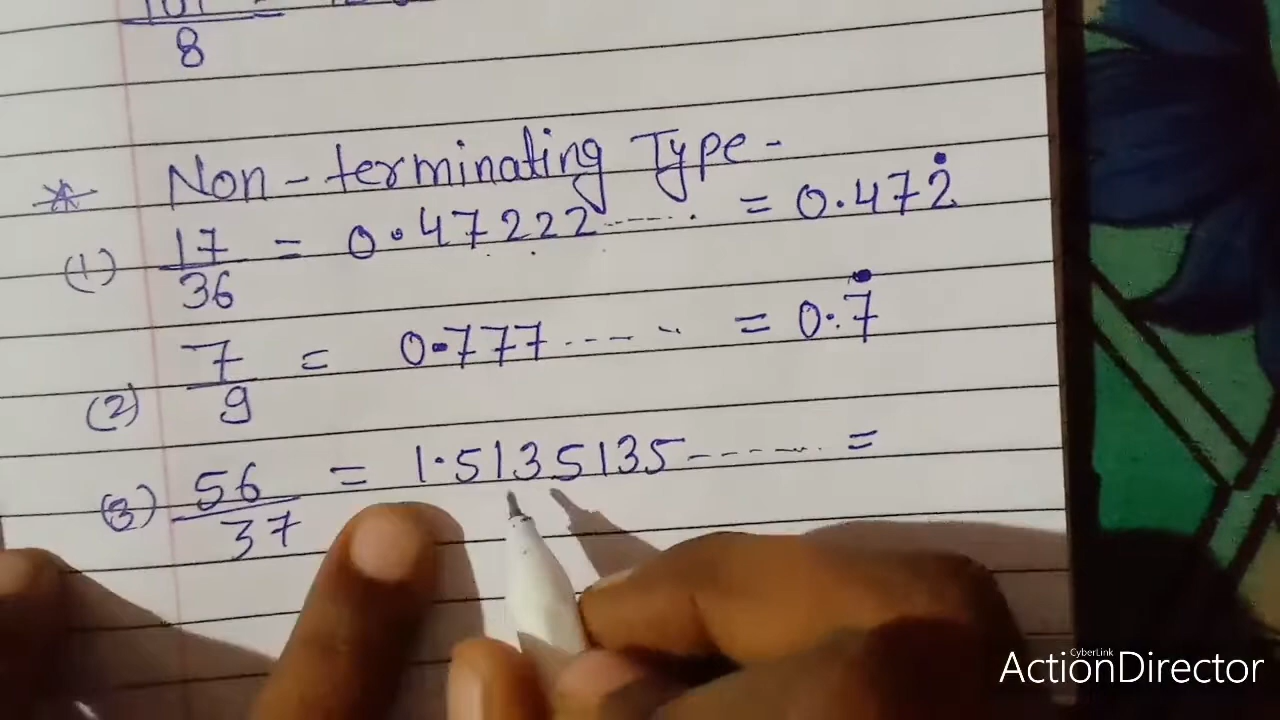 8
* Non-terminating Type-
(1) 17/36 = 0.47222...... = 0.472̇
(2) 7/9 = 0.777...... = 0.7̇
(3) 56/37 = 1.5135135...... =
CyberLink
ActionDirector